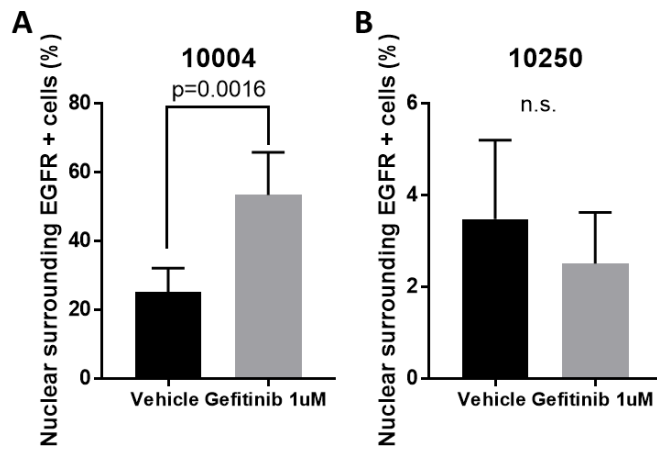 A
10004
p=0.0016
Nuclear surrounding EGFR + cells (%)
80
60
40
20
0
Vehicle Gefitinib 1uM
B
10250
n.s.
Nuclear surrounding EGFR + cells (%)
6
4
2
0
Vehicle Gefitinib 1uM